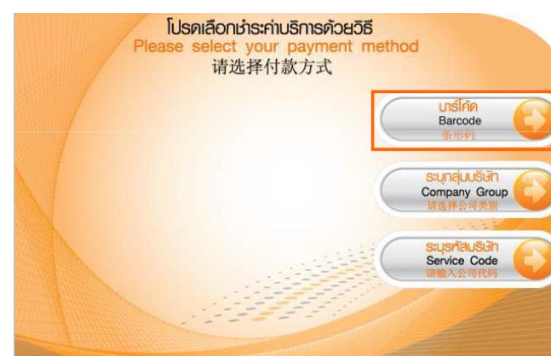 โปรดเลือกชำระค่าบริการด้วยวิธี
Please select your payment method
请选择付款方式
บาร์โค้ด
Barcode
条形码
ระบุกลุ่มบริษัท
Company Group
请选择公司类别
ระบุรหัสบริษัท
Service Code
请输入公司代码